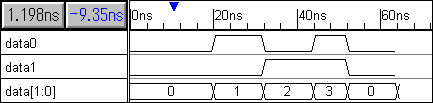 1.198ns -9.35ns 0ns 20ns 40ns 60ns
data0
data1
data[1:0] 0 1 2 3 0